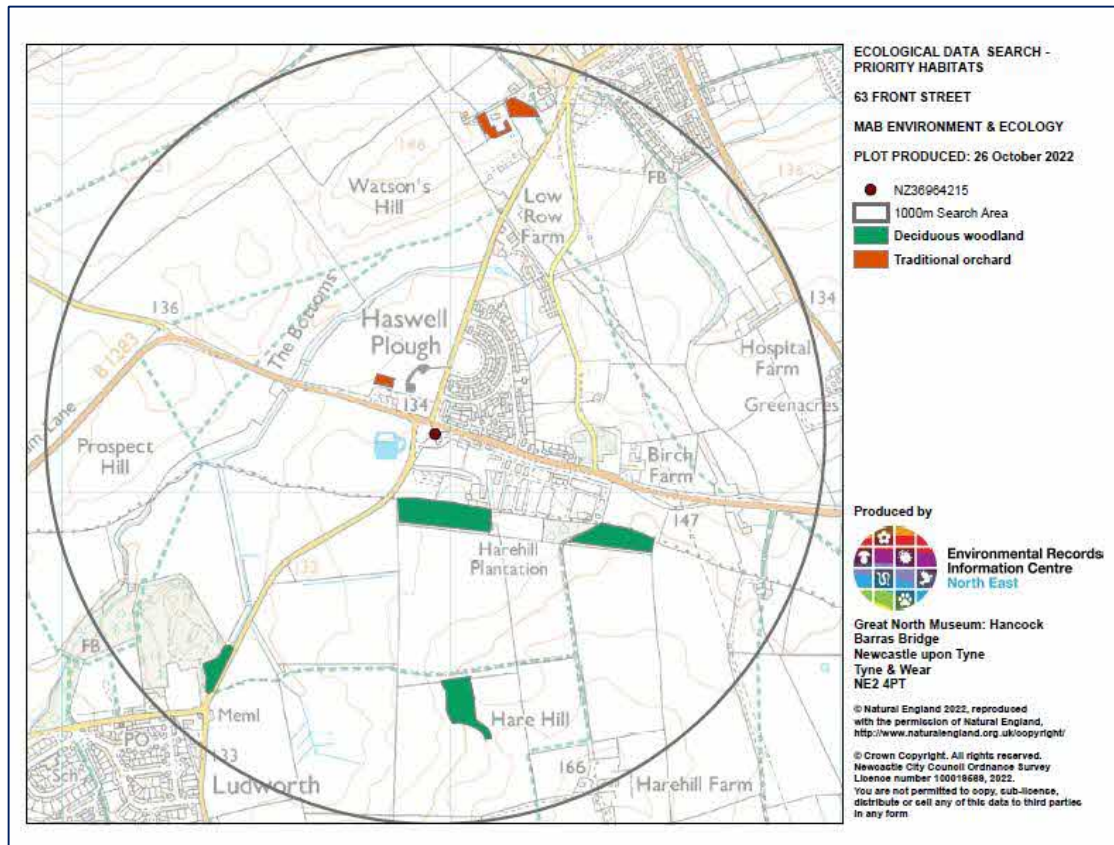 ECOLOGICAL DATA SEARCH -
PRIORITY HABITATS
63 FRONT STREET
MAB ENVIRONMENT & ECOLOGY
PLOT PRODUCED: 26 October 2022
NZ36964215
1000m Search Area
Deciduous woodland
Traditional orchard
146
Watson's
Hill
FB
Low
Row
Farm
136
The Bottoms
B1283
Haswell
Plough
134
134
Hospital
Farm
Greenacres
Prospect
Hill
Birch
Farm
147
Harehill
Plantation
132
FB
Meml
PO
Sch
133
Ludworth
Hare Hill
166
Harehill Farm
Produced by
Environmental Records
Information Centre
North East
Great North Museum: Hancock
Barras Bridge
Newcastle upon Tyne
Tyne & Wear
NE2 4PT
© Natural England 2022, reproduced
with the permission of Natural England,
http://www.naturalengland.org.uk/copyright/
© Crown Copyright. All rights reserved.
Newcastle City Council Ordnance Survey
Licence number 100019569, 2022.
You are not permitted to copy, sub-license,
distribute or sell any of this data to third parties
in any form